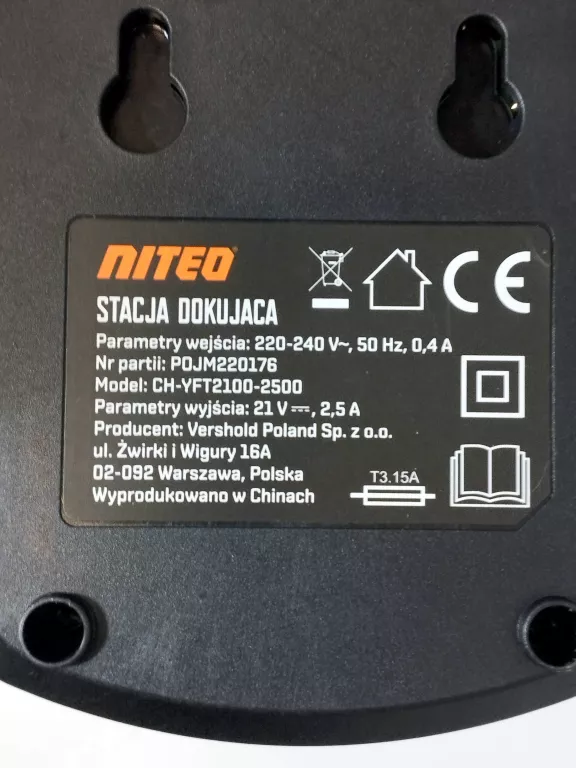 NITEO
STACJA DOKUJACA
Parametry wejścia: 220-240 V~, 50 Hz, 0,4 A
Nr partii: POJM220176
Model: CH-YFT2100-2500
Parametry wyjścia: 21 V ⎓, 2,5 A
Producent: Vershold Poland Sp. z o.o.
ul. Żwirki i Wigury 16A
02-092 Warszawa, Polska
Wyprodukowano w Chinach
CE
T3.15A